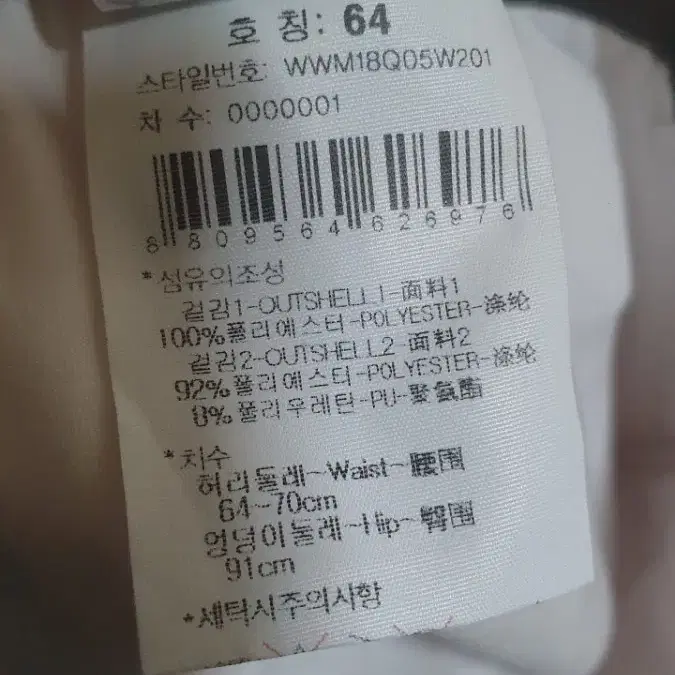 호 칭: 64
스타일번호: WWM18Q05W201
차 수: 0000001
8809564626976
*섬유의조성
겉감1-OUTSHELL1-面料1
100%폴리에스터-POLYESTER-涤纶
겉감2-OUTSHELL2-面料2
92%폴리에스터-POLYESTER-涤纶
8%폴리우레탄-PU-聚氨酯
*치수
허리둘레-Waist-腰围
64~70cm
엉덩이둘레-Hip-臀围
91cm
*세탁시주의사항